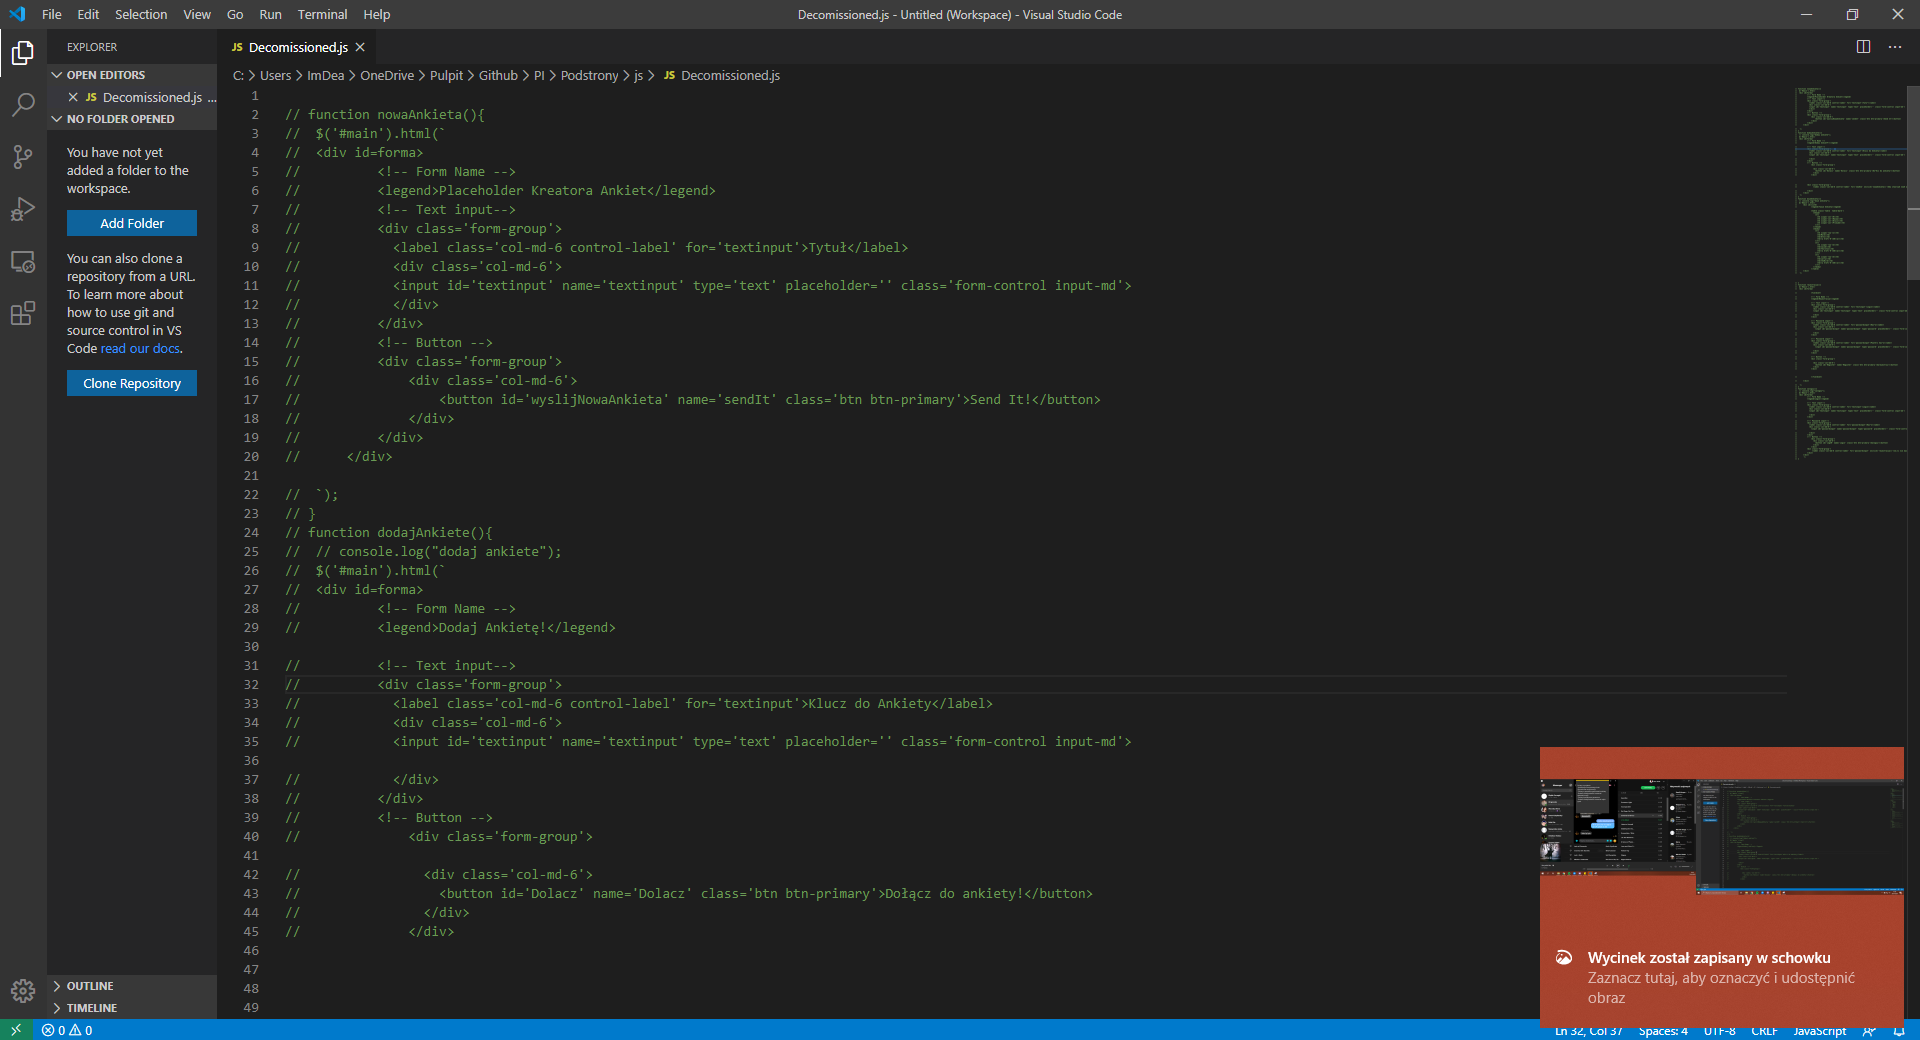 File Edit Selection View Go Run Terminal Help
Decomissioned.js - Untitled (Workspace) - Visual Studio Code
EXPLORER
OPEN EDITORS
JS Decomissioned.js ...
NO FOLDER OPENED
You have not yet
added a folder to the
workspace.
Add Folder
You can also clone a
repository from a URL.
To learn more about
how to use git and
source control in VS
Code read our docs.
Clone Repository
OUTLINE
TIMELINE
JS Decomissioned.js
C: > Users > ImDea > OneDrive > Pulpit > Github > PI > Podstrony > js > JS Decomissioned.js
1
2 // function nowaAnkieta(){
3 //  $('#main').html(`
4 //  <div id=forma>
5 //          <!-- Form Name -->
6 //          <legend>Placeholder Kreatora Ankiet</legend>
7 //          <!-- Text input-->
8 //          <div class='form-group'>
9 //            <label class='col-md-6 control-label' for='textinput'>Tytuł</label>
10 //            <div class='col-md-6'>
11 //            <input id='textinput' name='textinput' type='text' placeholder='' class='form-control input-md'>
12 //            </div>
13 //          </div>
14 //          <!-- Button -->
15 //          <div class='form-group'>
16 //              <div class='col-md-6'>
17 //                  <button id='wyslijNowaAnkieta' name='sendIt' class='btn btn-primary'>Send It!</button>
18 //              </div>
19 //          </div>
20 //      </div>
21
22 //  `);
23 // }
24 // function dodajAnkiete(){
25 //  // console.log("dodaj ankiete");
26 //  $('#main').html(`
27 //  <div id=forma>
28 //          <!-- Form Name -->
29 //          <legend>Dodaj Ankietę!</legend>
30
31 //          <!-- Text input-->
32 //          <div class='form-group'>
33 //            <label class='col-md-6 control-label' for='textinput'>Klucz do Ankiety</label>
34 //            <div class='col-md-6'>
35 //            <input id='textinput' name='textinput' type='text' placeholder='' class='form-control input-md'>
36
37 //            </div>
38 //          </div>
39 //          <!-- Button -->
40 //              <div class='form-group'>
41
42 //                <div class='col-md-6'>
43 //                  <button id='Dolacz' name='Dolacz' class='btn btn-primary'>Dołącz do ankiety!</button>
44 //                </div>
45 //              </div>
46
47
48
49
Wycinek został zapisany w schowku
Zaznacz tutaj, aby oznaczyć i udostępnić
obraz
0 0
Ln 32, Col 37 Spaces: 4 UTF-8 CRLF JavaScript